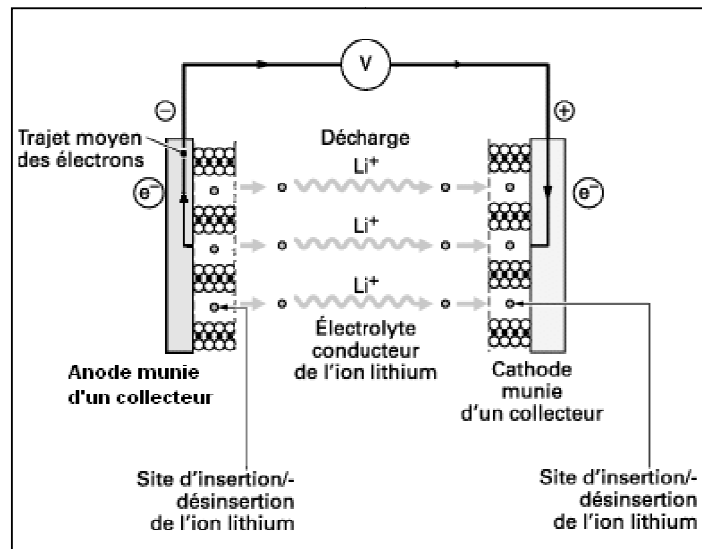 V
−
+
Trajet moyen
des électrons
Décharge
e−
Li+
e−
Li+
Li+
Électrolyte
conducteur
de l'ion lithium
Anode munie
d'un collecteur
Cathode
munie
d'un collecteur
Site d'insertion/-
désinsertion
de l'ion lithium
Site d'insertion/-
désinsertion
de l'ion lithium